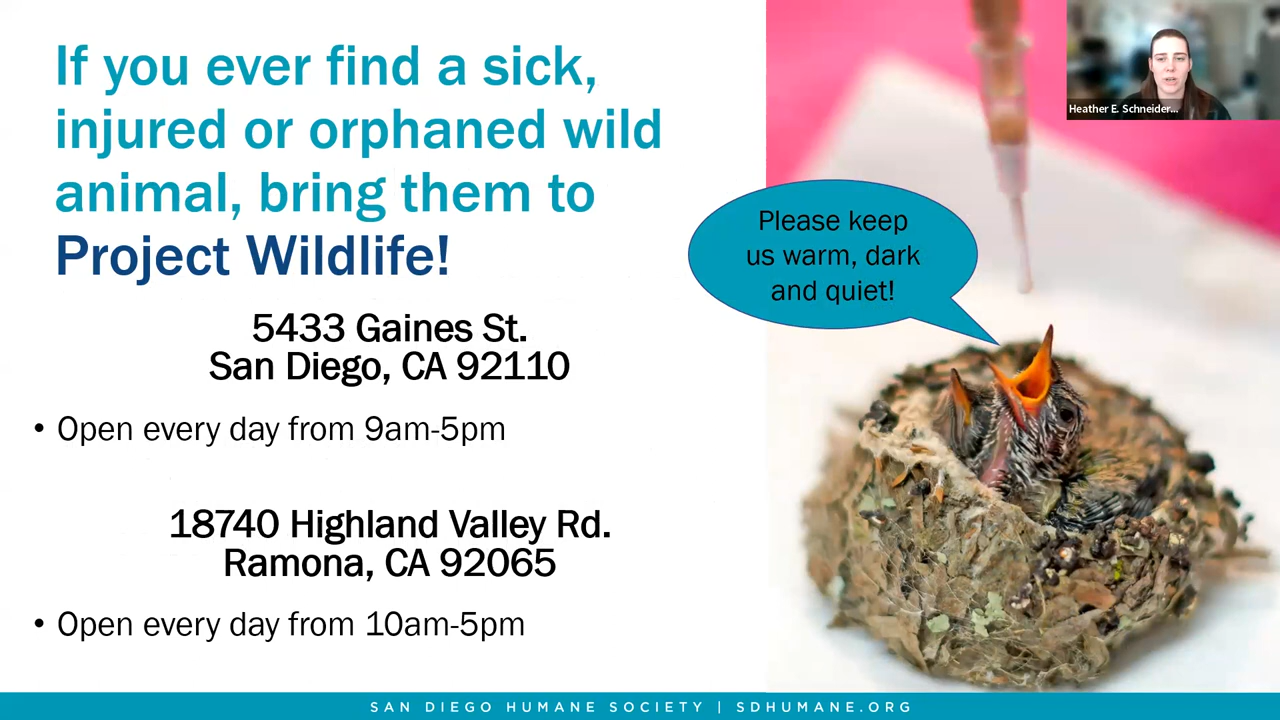 If you ever find a sick,
injured or orphaned wild
animal, bring them to
Project Wildlife!
5433 Gaines St.
San Diego, CA 92110
• Open every day from 9am-5pm
18740 Highland Valley Rd.
Ramona, CA 92065
• Open every day from 10am-5pm
Please keep
us warm, dark
and quiet!
Heather E. Schneider...
SAN DIEGO HUMANE SOCIETY | SDHUMANE.ORG